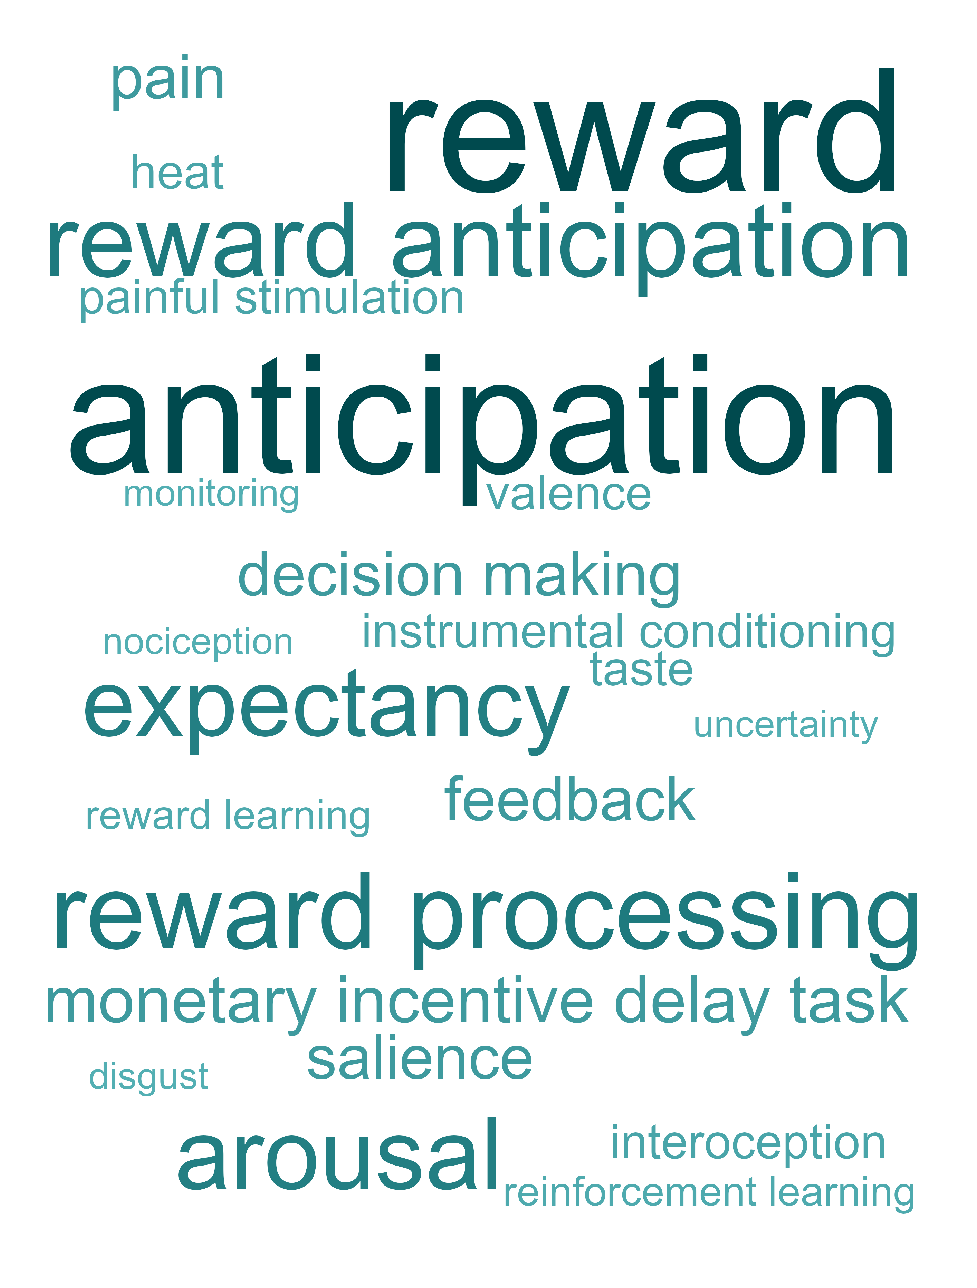 pain
reward
heat
reward anticipation
painful stimulation
anticipation
monitoring
valence
decision making
instrumental conditioning
nociception
taste
expectancy
uncertainty
feedback
reward learning
reward processing
monetary incentive delay task
salience
disgust
arousal
interoception
reinforcement learning